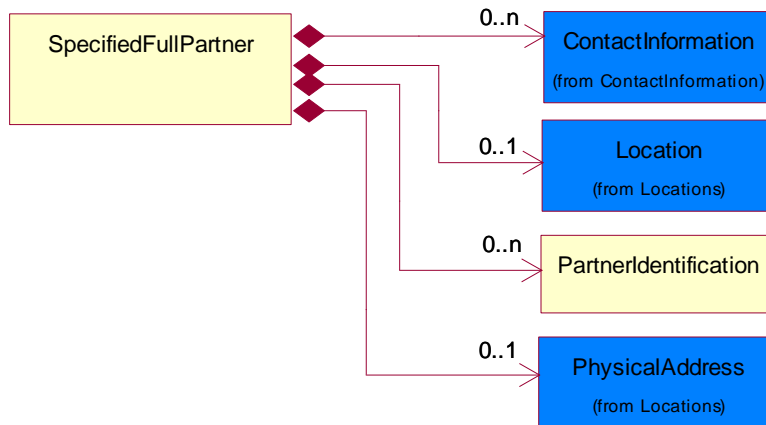 SpecifiedFullPartner
0..n
ContactInformation
(from ContactInformation)
0..1
Location
(from Locations)
0..n
PartnerIdentification
0..1
PhysicalAddress
(from Locations)